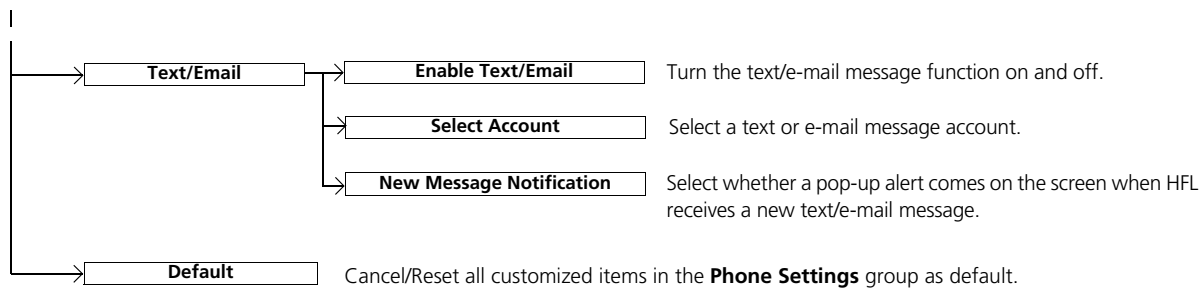 Text/Email
Enable Text/Email
Turn the text/e-mail message function on and off.
Select Account
Select a text or e-mail message account.
New Message Notification
Select whether a pop-up alert comes on the screen when HFL
receives a new text/e-mail message.
Default
Cancel/Reset all customized items in the Phone Settings group as default.